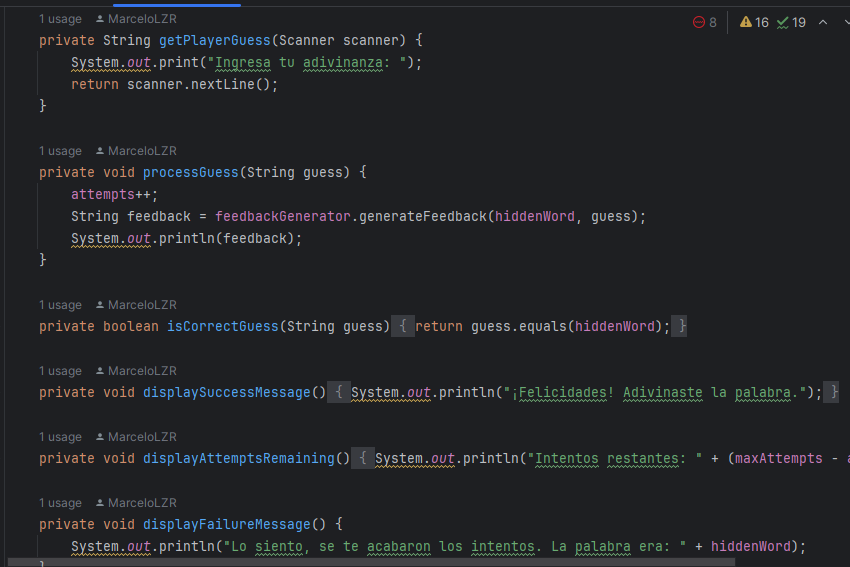 1 usage MarceloLZR
8 16 19
private String getPlayerGuess(Scanner scanner) {
System.out.print("Ingresa tu adivinanza: ");
return scanner.nextLine();
}
1 usage MarceloLZR
private void processGuess(String guess) {
attempts++;
String feedback = feedbackGenerator.generateFeedback(hiddenWord, guess);
System.out.println(feedback);
}
1 usage MarceloLZR
private boolean isCorrectGuess(String guess) { return guess.equals(hiddenWord); }
1 usage MarceloLZR
private void displaySuccessMessage() { System.out.println("¡Felicidades! Adivinaste la palabra."); }
1 usage MarceloLZR
private void displayAttemptsRemaining() { System.out.println("Intentos restantes: " + (maxAttempts -
1 usage MarceloLZR
private void displayFailureMessage() {
System.out.println("Lo siento, se te acabaron los intentos. La palabra era: " + hiddenWord);